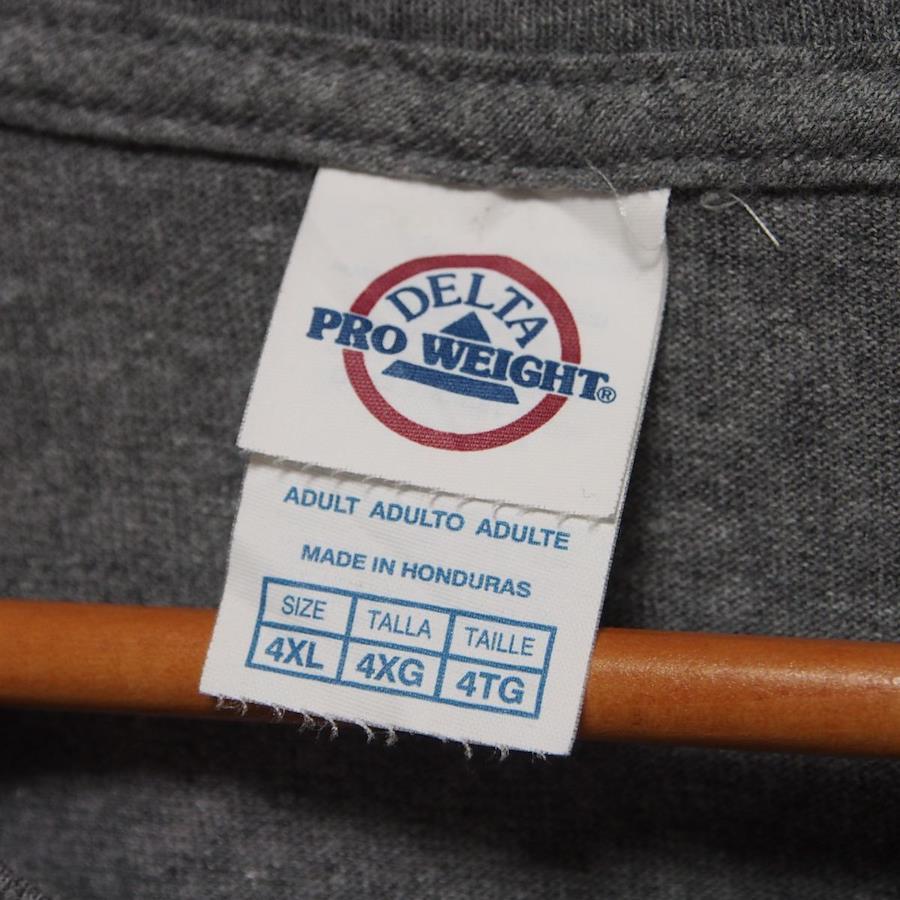 DELTA
PRO WEIGHT®
ADULT ADULTO ADULTE
MADE IN HONDURAS
SIZE TALLA TAILLE
4XL 4XG 4TG